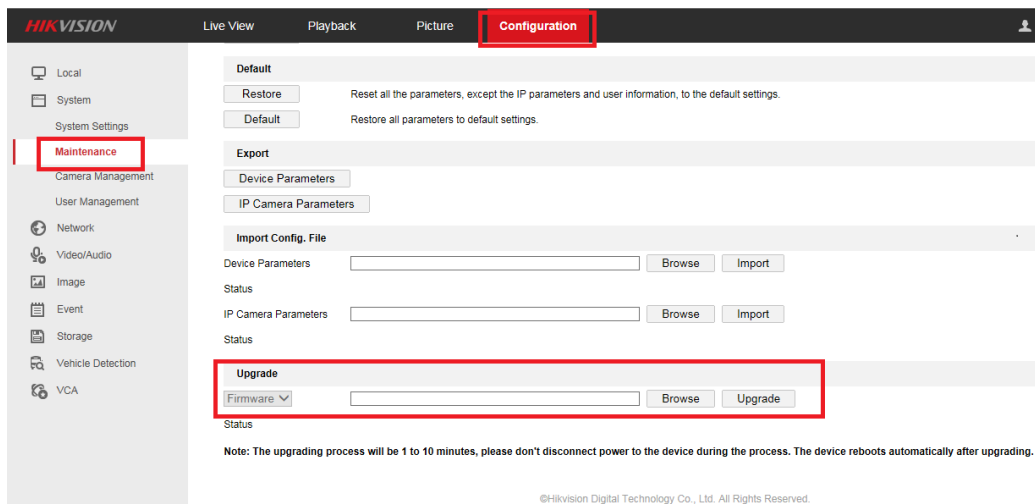 HIKVISION
Live View Playback Picture Configuration
Local
System
System Settings
Maintenance
Camera Management
User Management
Network
Video/Audio
Image
Event
Storage
Vehicle Detection
VCA
Default
Restore Reset all the parameters, except the IP parameters and user information, to the default settings.
Default Restore all parameters to default settings.
Export
Device Parameters
IP Camera Parameters
Import Config. File
Device Parameters Browse Import
Status
IP Camera Parameters Browse Import
Status
Upgrade
Firmware Browse Upgrade
Status
Note: The upgrading process will be 1 to 10 minutes, please don't disconnect power to the device during the process. The device reboots automatically after upgrading.
©Hikvision Digital Technology Co., Ltd. All Rights Reserved.